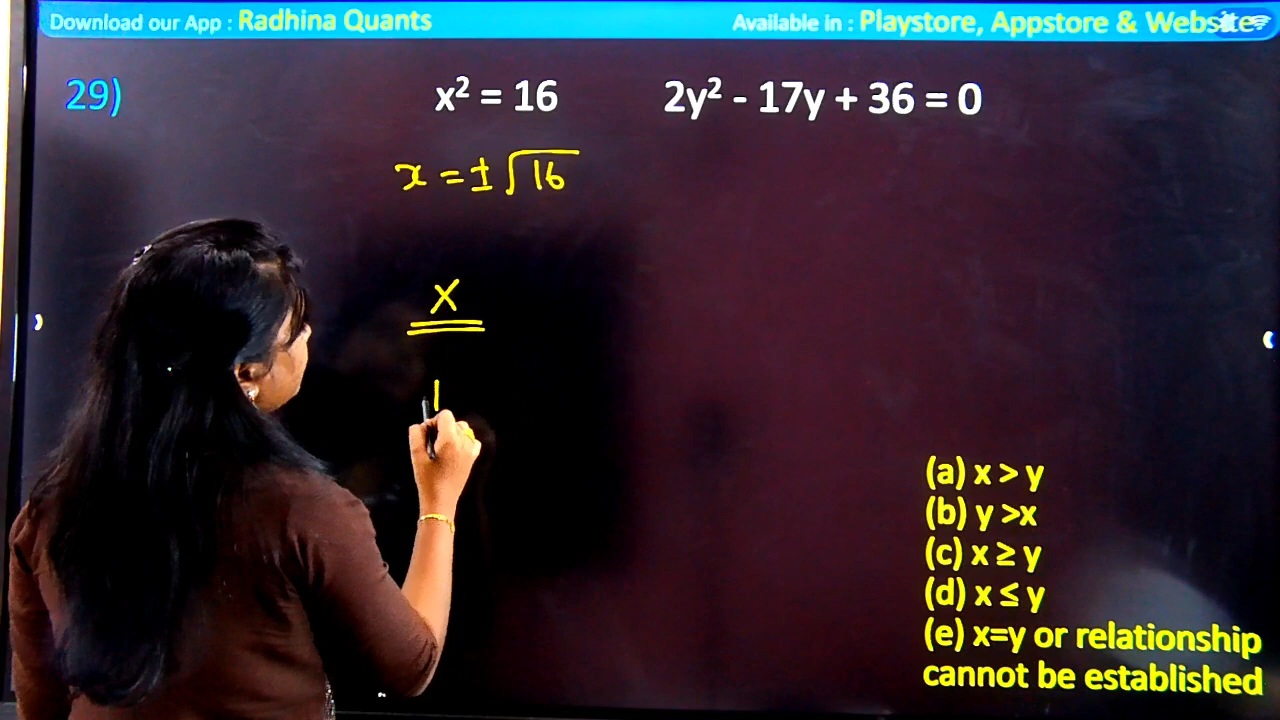 Download our App : Radhina Quants Available in : Playstore, Appstore & Website
29) x² = 16 2y² - 17y + 36 = 0
x = ±√16
X
(a) x > y
(b) y >x
(c) x ≥ y
(d) x ≤ y
(e) x=y or relationship
cannot be established